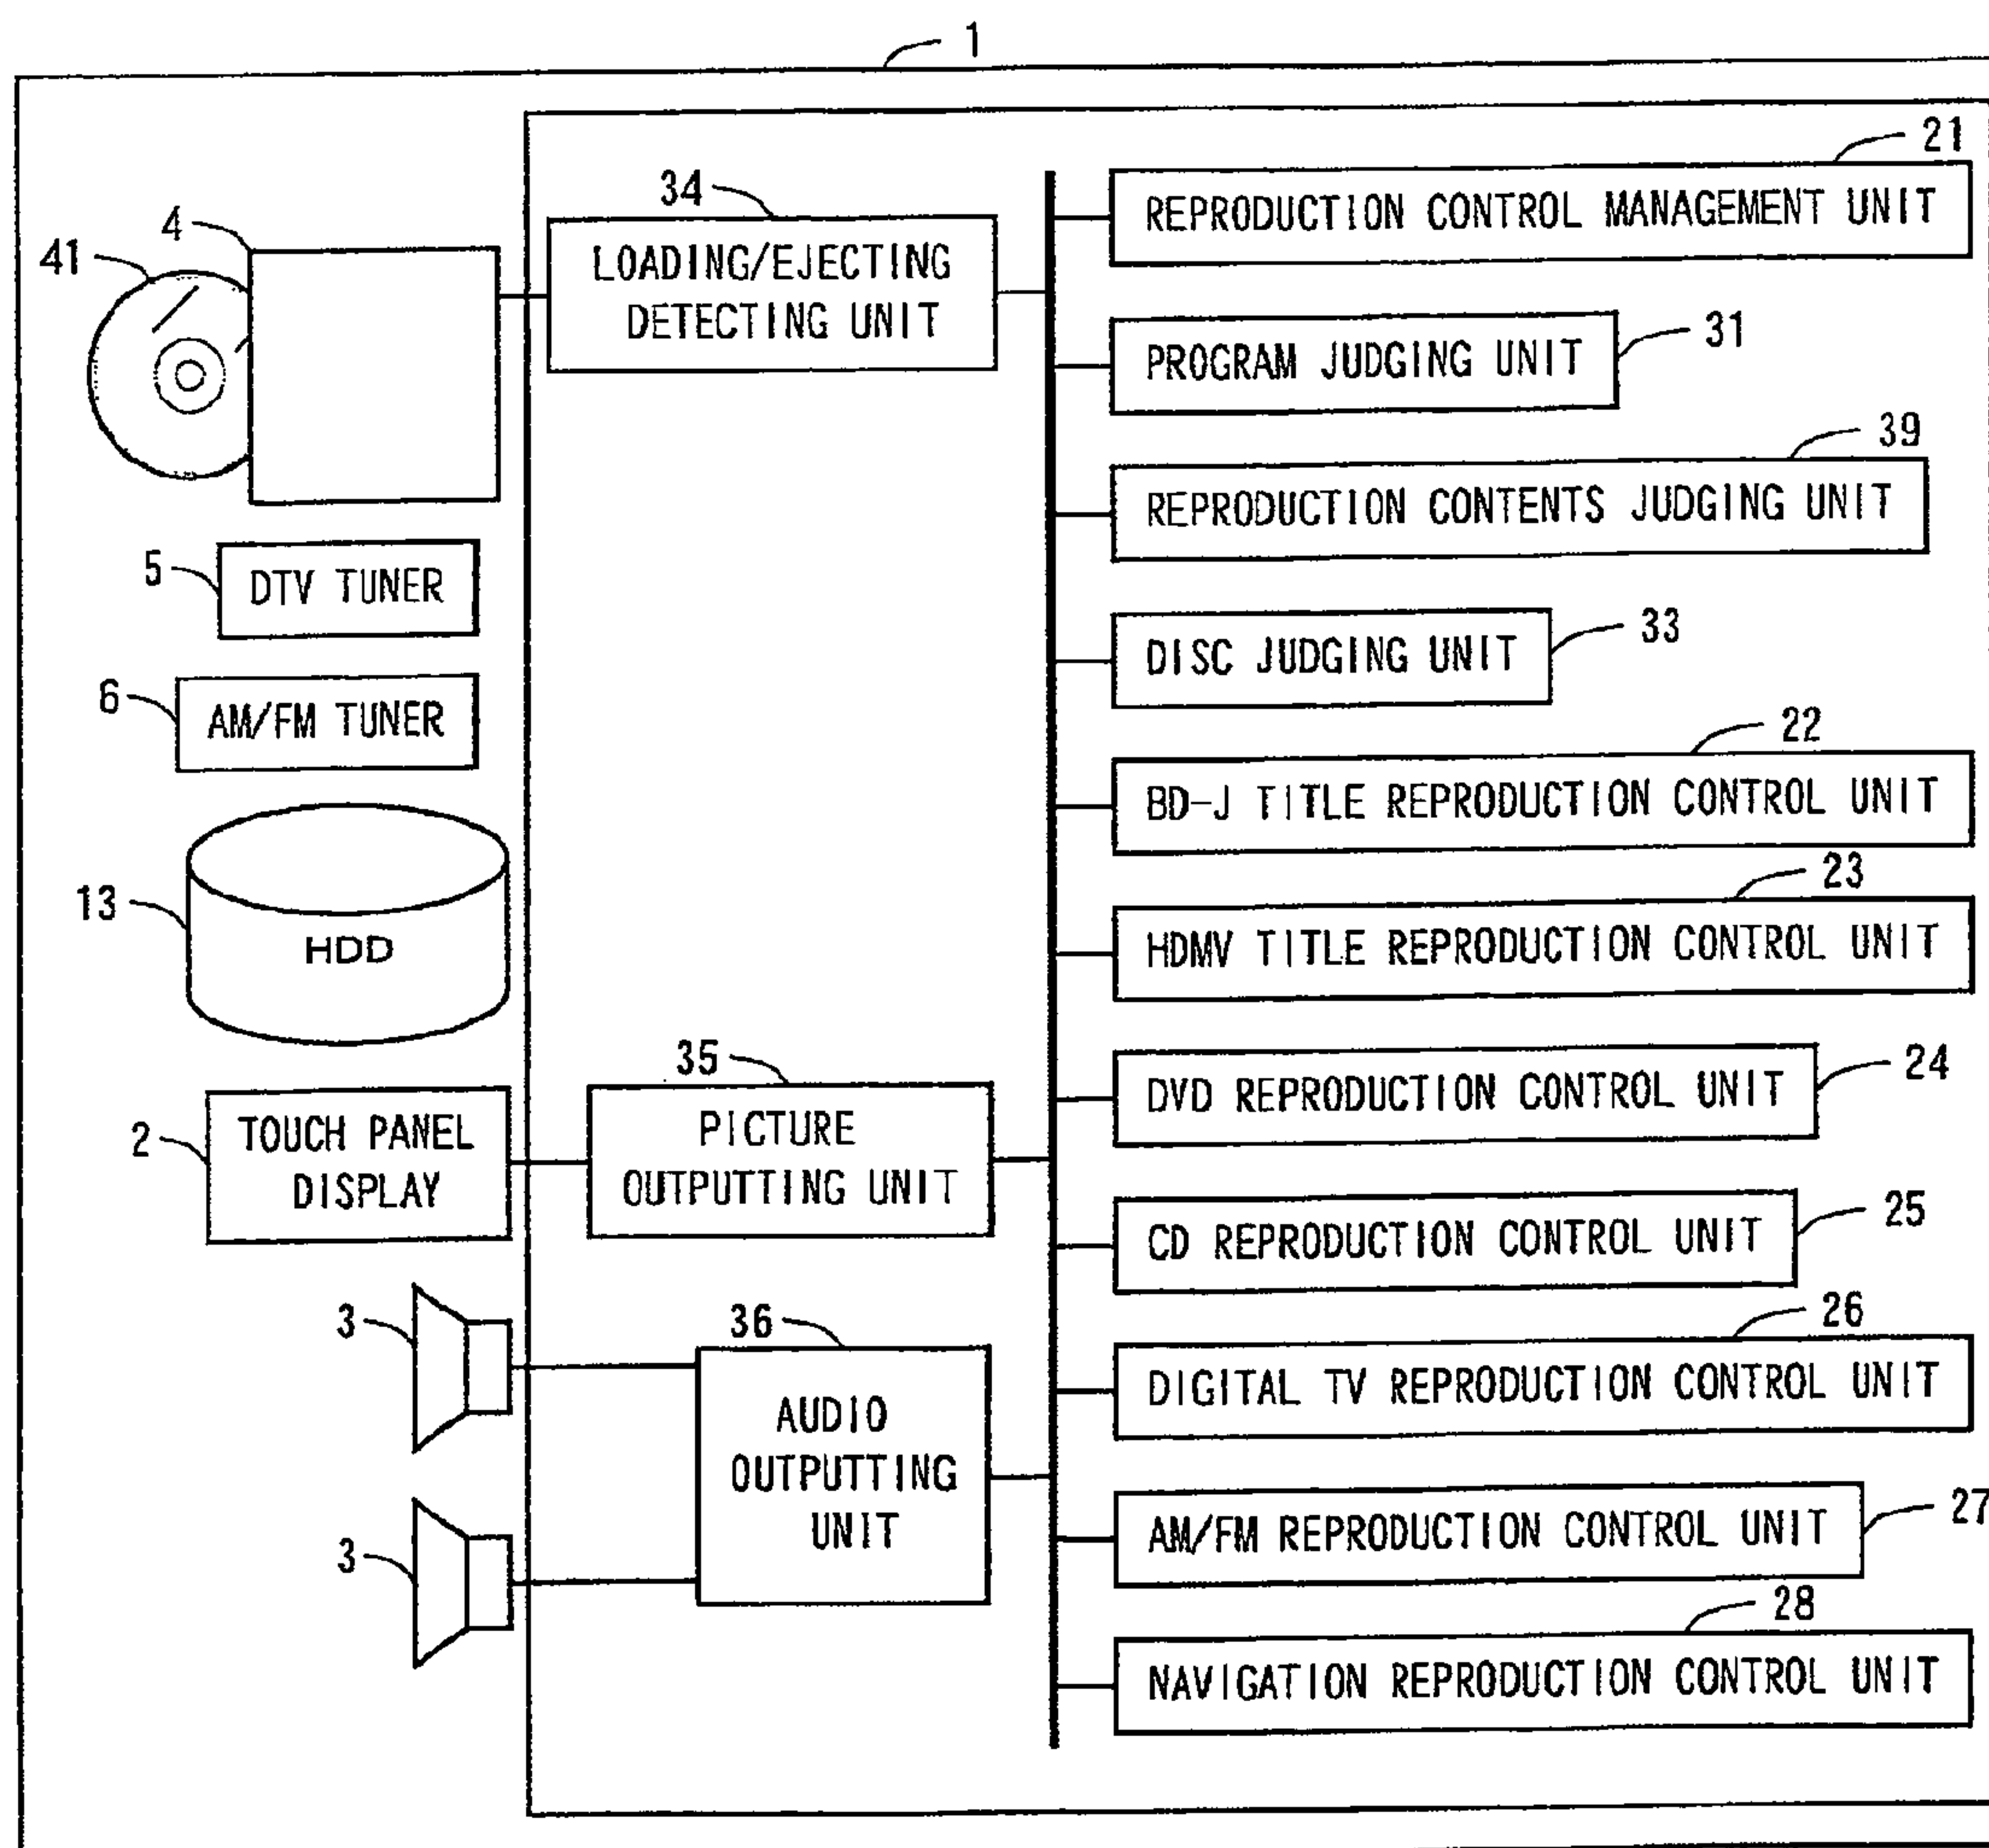 1
21
REPRODUCTION CONTROL MANAGEMENT UNIT
34
LOADING/EJECTING
DETECTING UNIT
4
41
31
PROGRAM JUDGING UNIT
39
REPRODUCTION CONTENTS JUDGING UNIT
5
DTV TUNER
33
DISC JUDGING UNIT
6
AM/FM TUNER
22
BD-J TITLE REPRODUCTION CONTROL UNIT
13
HDD
23
HDMV TITLE REPRODUCTION CONTROL UNIT
35
PICTURE
OUTPUTTING UNIT
2
TOUCH PANEL
DISPLAY
24
DVD REPRODUCTION CONTROL UNIT
25
CD REPRODUCTION CONTROL UNIT
3
36
AUDIO
OUTPUTTING
UNIT
26
DIGITAL TV REPRODUCTION CONTROL UNIT
3
27
AM/FM REPRODUCTION CONTROL UNIT
28
NAVIGATION REPRODUCTION CONTROL UNIT